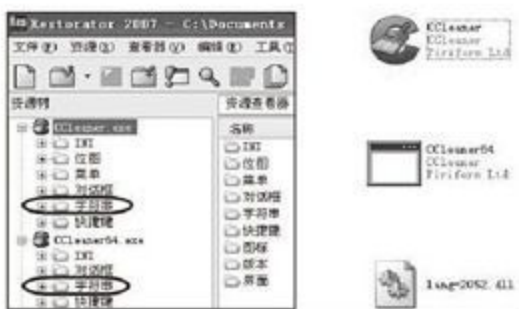 Restorator 2007 - C:\Documents
文件(F) 资源(R) 查看器(V) 编辑(E) 工具(T
资源树
资源查看器
CCleaner.exe
INI
位图
菜单
对话框
字符串
快捷键
CCleaner64.exe
INI
对话框
字符串
快捷键
名称
INI
位图
菜单
对话框
字符串
快捷键
图标
版本
界面
CCleaner
CCleaner
Piriform Ltd
CCleaner64
CCleaner
Piriform Ltd
lang-2052.dll